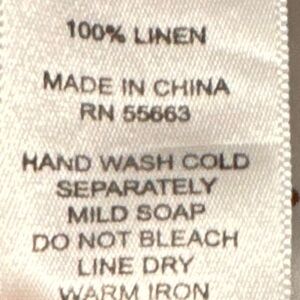 100% LINEN
MADE IN CHINA
RN 55663
HAND WASH COLD
SEPARATELY
MILD SOAP
DO NOT BLEACH
LINE DRY
WARM IRON